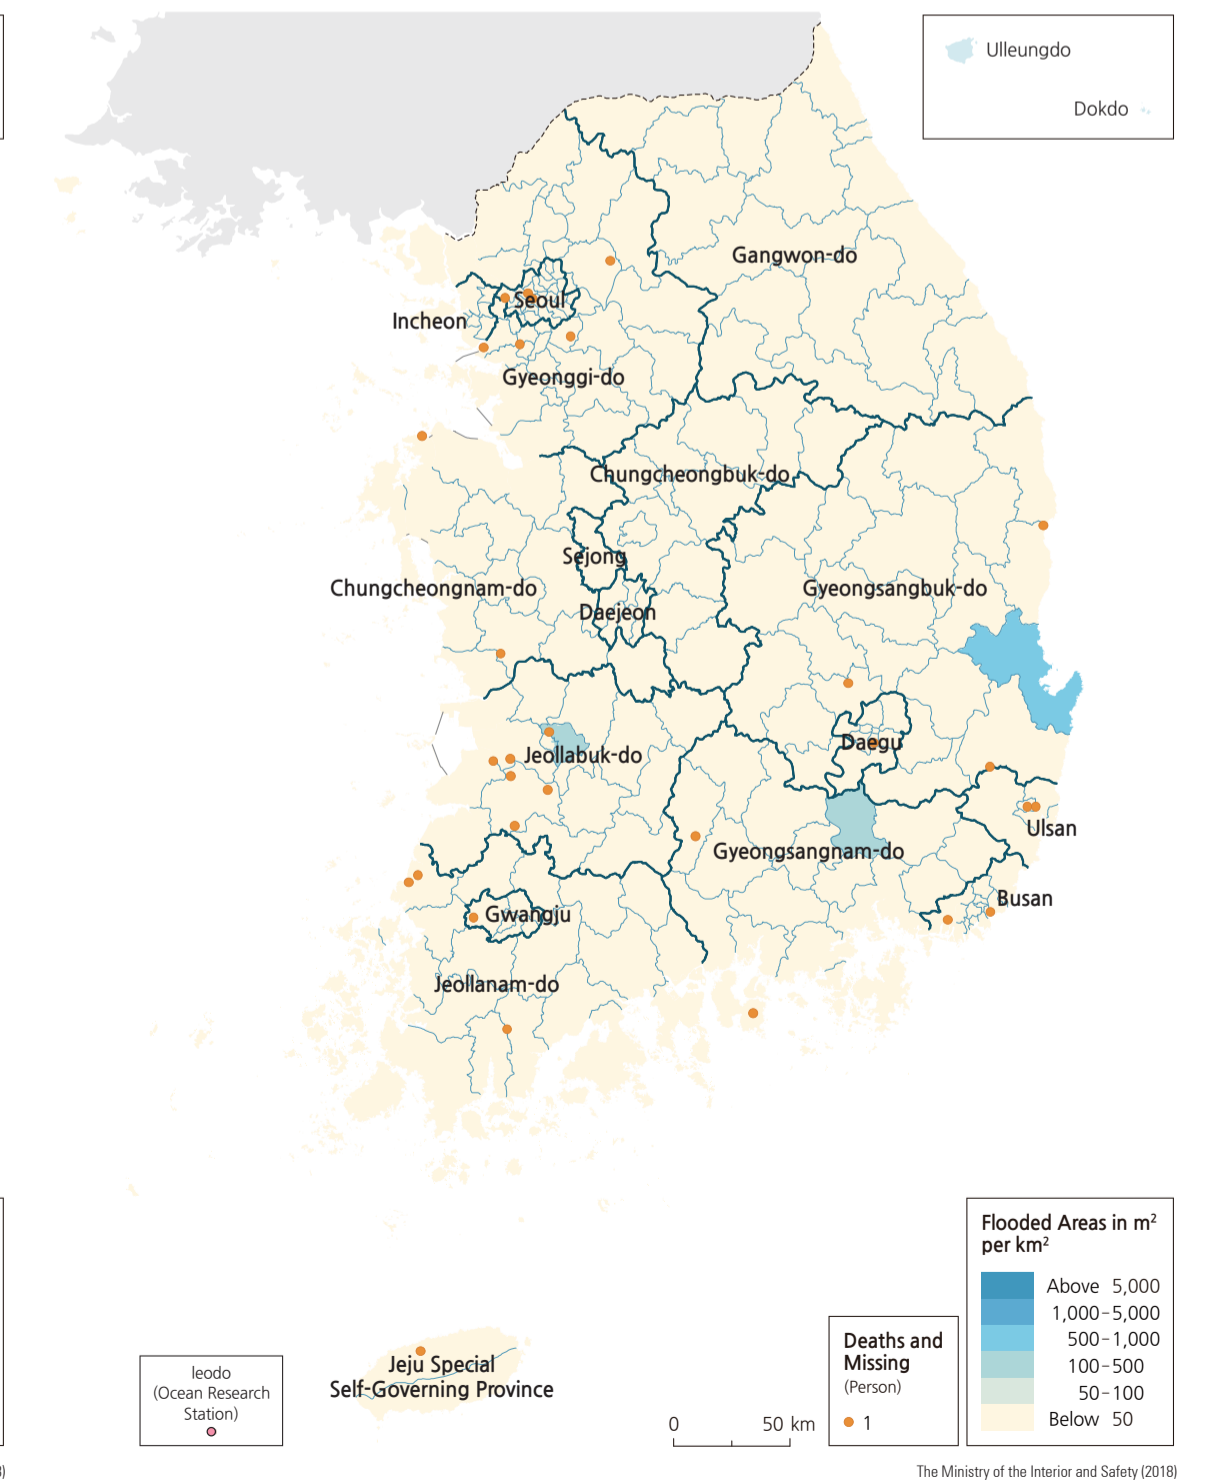 Ulleungdo
Dokdo
Gangwon-do
Seoul
Incheon
Gyeonggi-do
Chungcheongbuk-do
Sejong
Chungcheongnam-do
Gyeongsangbuk-do
Daejeon
Daegu
Jeollabuk-do
Ulsan
Gyeongsangnam-do
Busan
Gwangju
Jeollanam-do
Jeju Special
Self-Governing Province
Ieodo
(Ocean Research
Station)
0 50 km
Deaths and
Missing
(Person)
1
Flooded Areas in m²
per km²
Above 5,000
1,000–5,000
500–1,000
100–500
50–100
Below 50
8)
The Ministry of the Interior and Safety (2018)